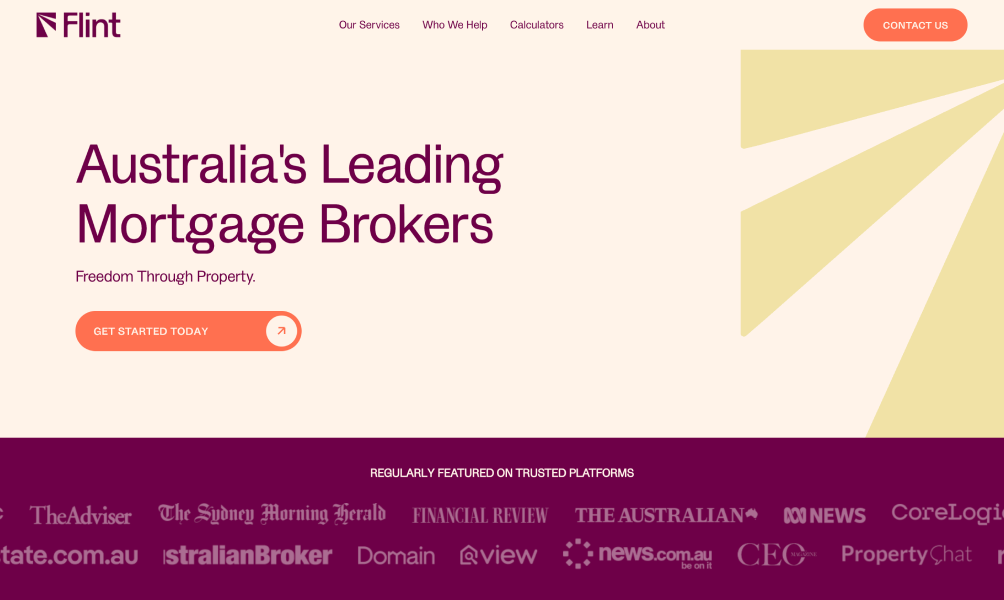 Flint
Our Services Who We Help Calculators Learn About
CONTACT US
Australia's Leading
Mortgage Brokers
Freedom Through Property.
GET STARTED TODAY
REGULARLY FEATURED ON TRUSTED PLATFORMS
TheAdviser The Sydney Morning Herald FINANCIAL REVIEW THE AUSTRALIAN NEWS CoreLogic
state.com.au stralianBroker Domain view news.com.au CEO MAGAZINE PropertyChat
be on it